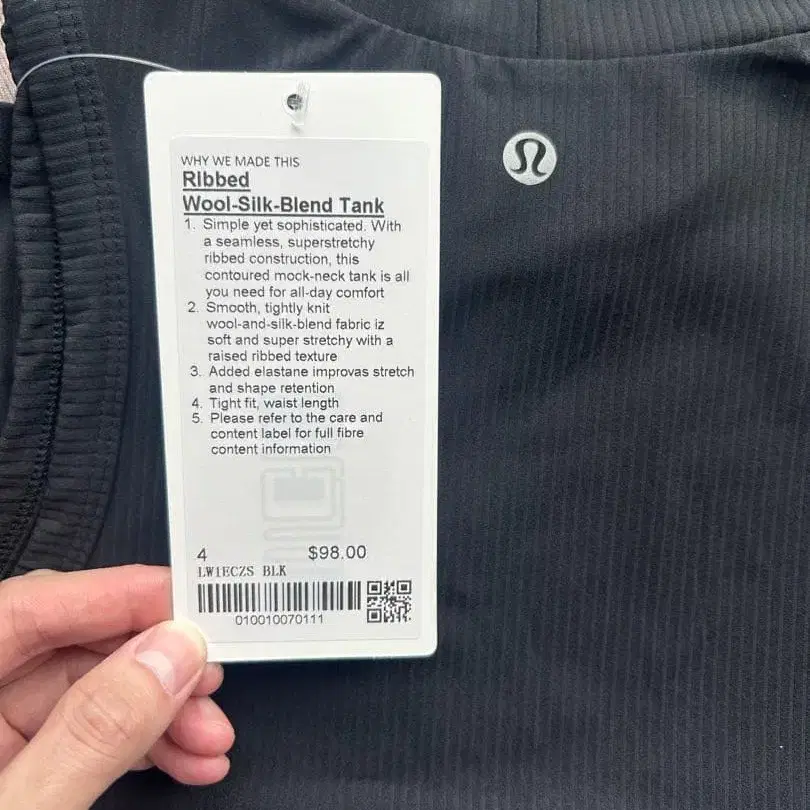 WHY WE MADE THIS
Ribbed
Wool-Silk-Blend Tank
1. Simple yet sophisticated. With
a seamless, superstretchy
ribbed construction, this
contoured mock-neck tank is all
you need for all-day comfort
2. Smooth, tightly knit
wool-and-silk-blend fabric iz
soft and super stretchy with a
raised ribbed texture
3. Added elastane improvas stretch
and shape retention
4. Tight fit, waist length
5. Please refer to the care and
content label for full fibre
content information
4 $98.00
LW1ECZS BLK
010010070111